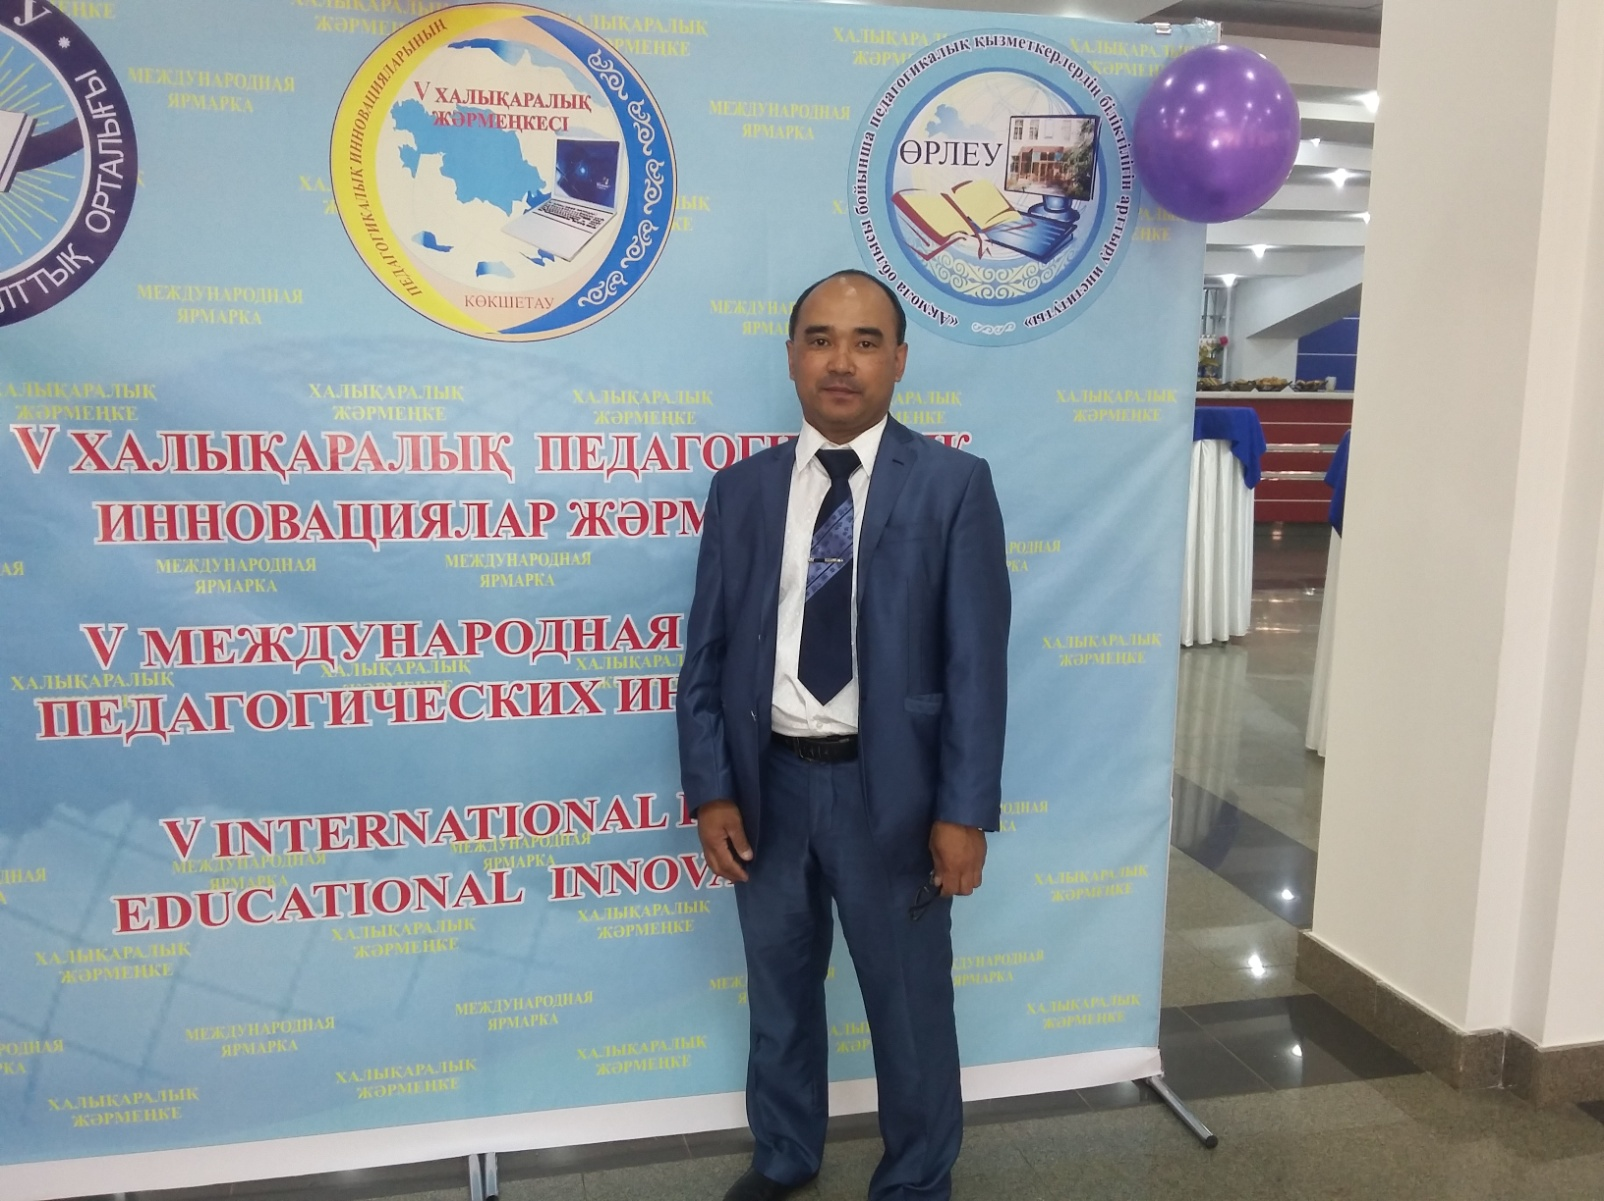 ҰЛТТЫҚ ОРТАЛЫҒЫ
ПЕДАГОГИКАЛЫҚ ИННОВАЦИЯЛАРЫНЫҢ
V ХАЛЫҚАРАЛЫҚ
ЖӘРМЕҢКЕСІ
КӨКШЕТАУ
«Ақмола облысы бойынша педагогикалық қызметкерлердің біліктілігін арттыру институты»
ӨРЛЕУ
V ХАЛЫҚАРАЛЫҚ ПЕДАГОГИ
ИННОВАЦИЯЛАР ЖӘРМ
V МЕЖДУНАРОДНАЯ
ПЕДАГОГИЧЕСКИХ ИН
V INTERNATIONAL
EDUCATIONAL INNOVA
МЕЖДУНАРОДНАЯ
ЯРМАРКА
ХАЛЫҚАРАЛЫҚ
ЖӘРМЕҢКЕ